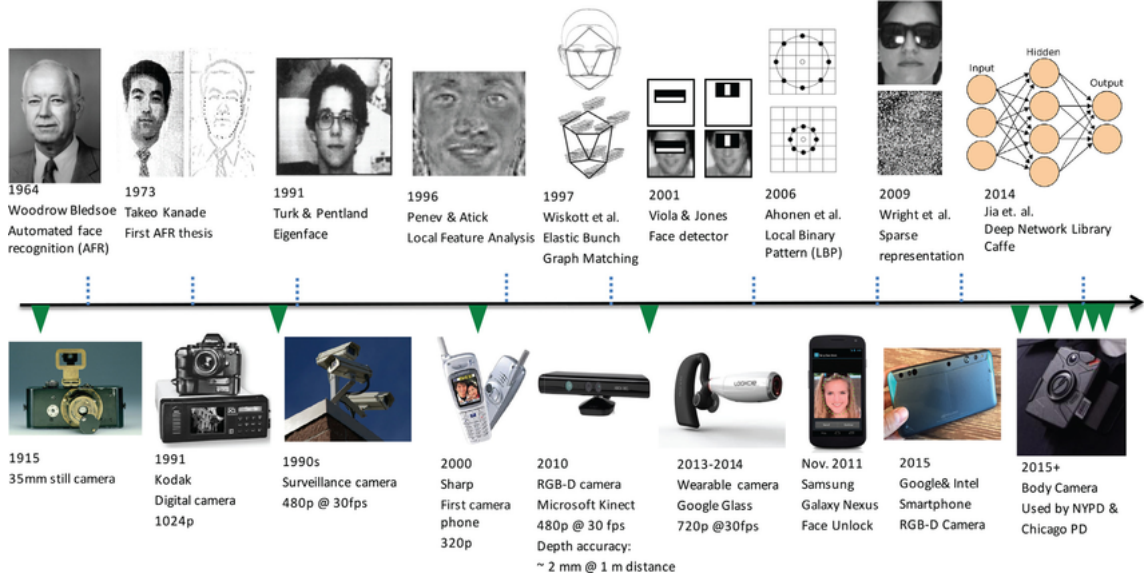 1964
Woodrow Bledsoe
Automated face
recognition (AFR)
1973
Takeo Kanade
First AFR thesis
1991
Turk & Pentland
Eigenface
1996
Penev & Atick
Local Feature Analysis
1997
Wiskott et al.
Elastic Bunch
Graph Matching
2001
Viola & Jones
Face detector
2006
Ahonen et al.
Local Binary
Pattern (LBP)
2009
Wright et al.
Sparse
representation
Input
Hidden
Output
2014
Jia et. al.
Deep Network Library
Caffe
1915
35mm still camera
1991
Kodak
Digital camera
1024p
1990s
Surveillance camera
480p @ 30fps
2000
Sharp
First camera
phone
320p
2010
RGB-D camera
Microsoft Kinect
480p @ 30 fps
Depth accuracy:
~ 2 mm @ 1 m distance
LOOXCIE
2013-2014
Wearable camera
Google Glass
720p @30fps
Nov. 2011
Samsung
Galaxy Nexus
Face Unlock
2015
Google& Intel
Smartphone
RGB-D Camera
2015+
Body Camera
Used by NYPD &
Chicago PD